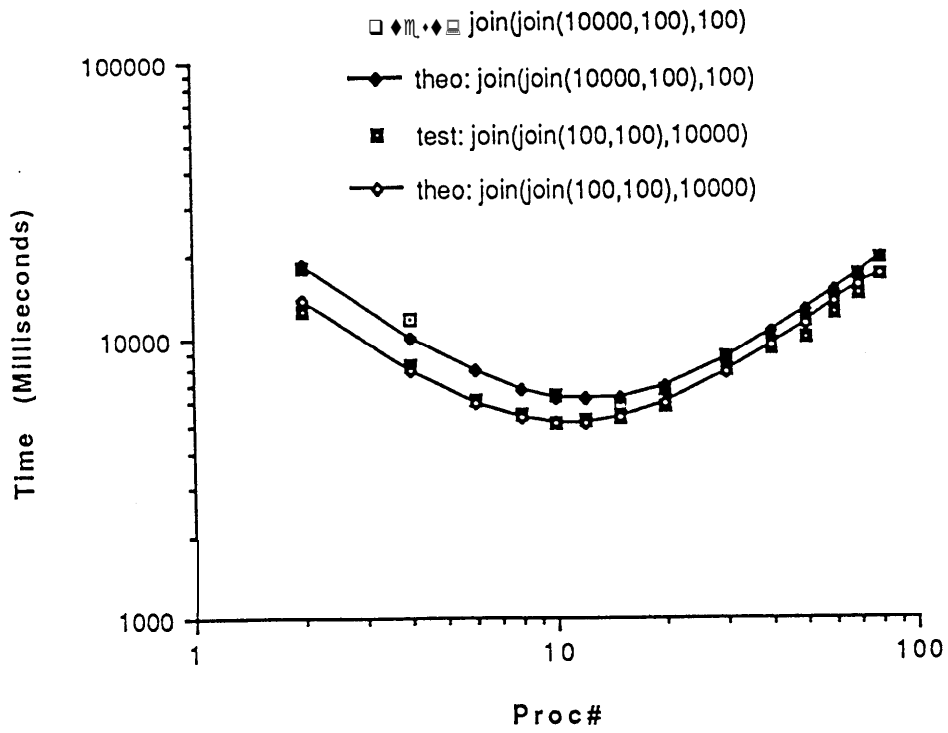 join(join(10000,100),100)
theo: join(join(10000,100),100)
test: join(join(100,100),10000)
theo: join(join(100,100),10000)
100000
10000
1000
Time (Milliseconds)
1
10
100
Proc#